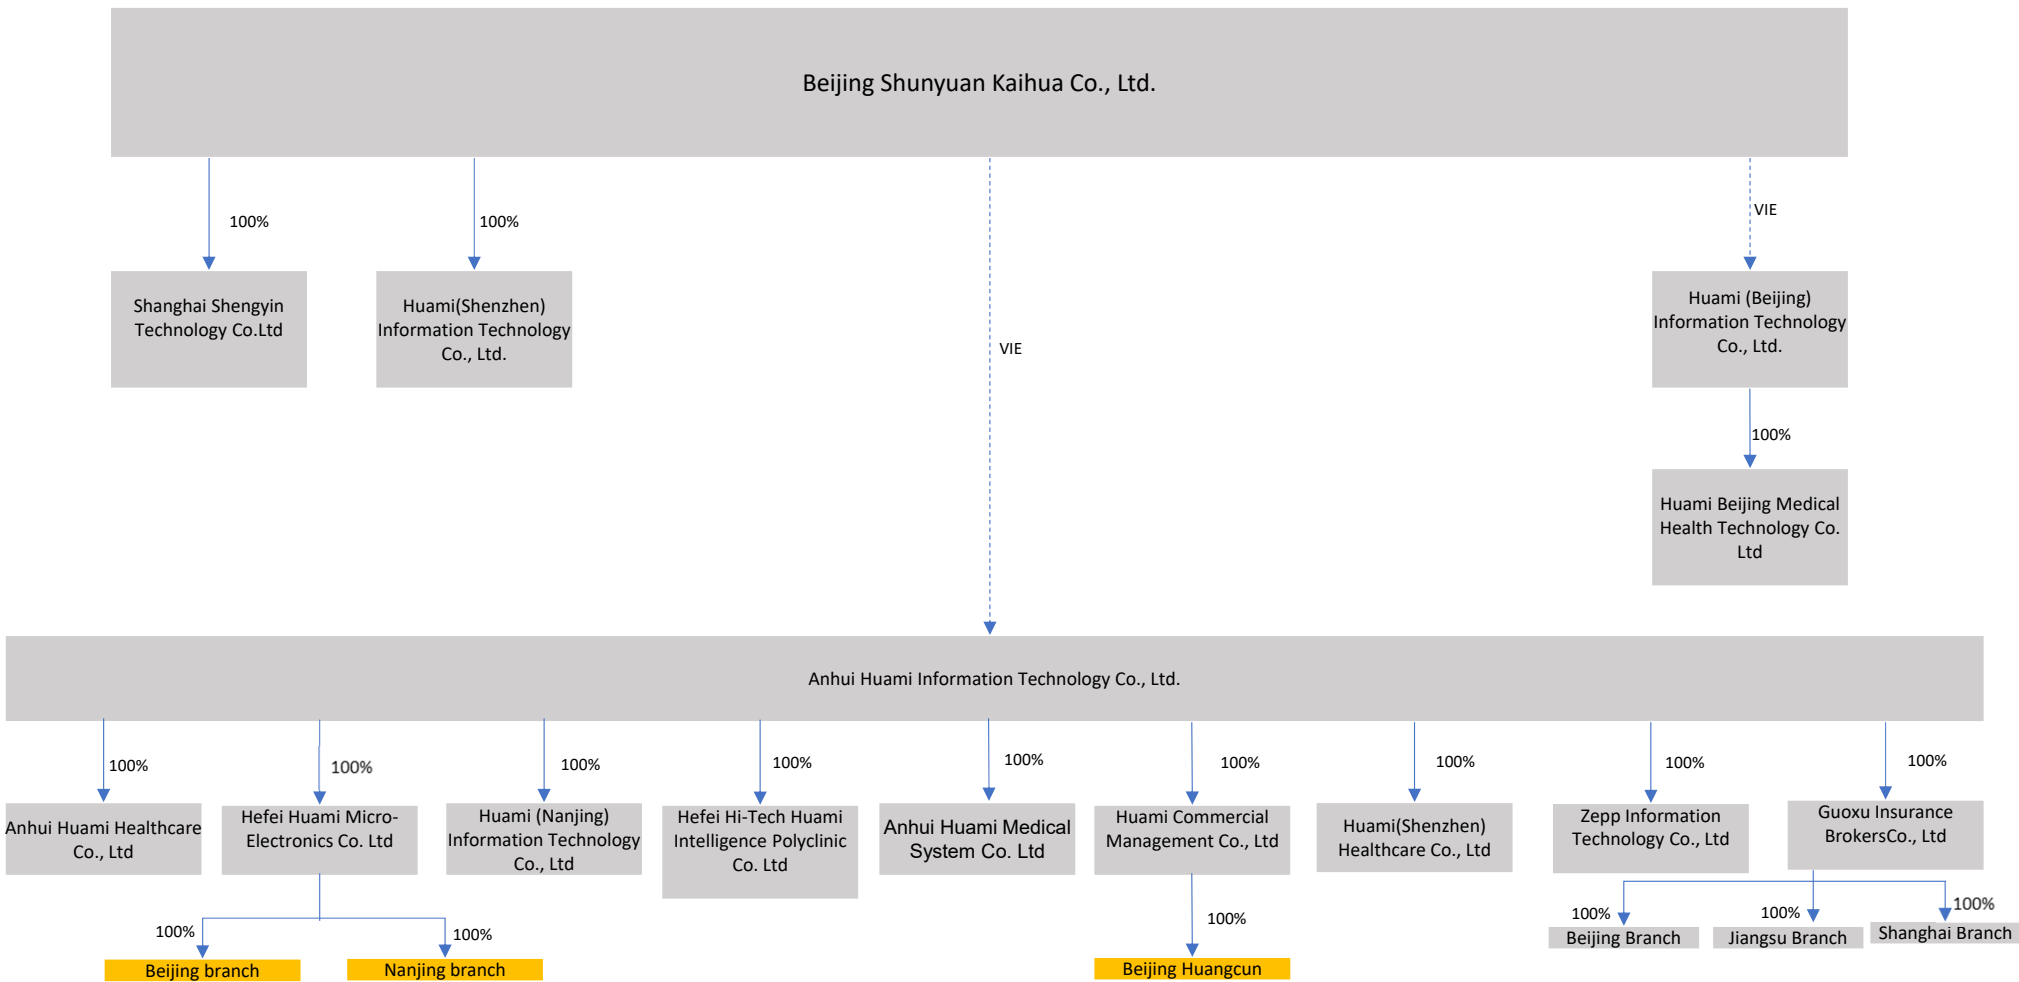 Beijing Shunyuan Kaihua Co., Ltd.
100%
100%
VIE
VIE
Shanghai Shengyin
Technology Co.Ltd
Huami(Shenzhen)
Information Technology
Co., Ltd.
Huami (Beijing)
Information Technology
Co., Ltd.
100%
Huami Beijing Medical
Health Technology Co.
Ltd
Anhui Huami Information Technology Co., Ltd.
100%
100%
100%
100%
100%
100%
100%
100%
100%
Anhui Huami Healthcare
Co., Ltd
Hefei Huami Micro-
Electronics Co. Ltd
Huami (Nanjing)
Information Technology
Co., Ltd
Hefei Hi-Tech Huami
Intelligence Polyclinic
Co. Ltd
Anhui Huami Medical
System Co. Ltd
Huami Commercial
Management Co., Ltd
Huami(Shenzhen)
Healthcare Co., Ltd
Zepp Information
Technology Co., Ltd
Guoxu Insurance
BrokersCo., Ltd
100%
100%
100%
100%
100%
100%
Beijing branch
Nanjing branch
Beijing Huangcun
Beijing Branch
Jiangsu Branch
Shanghai Branch